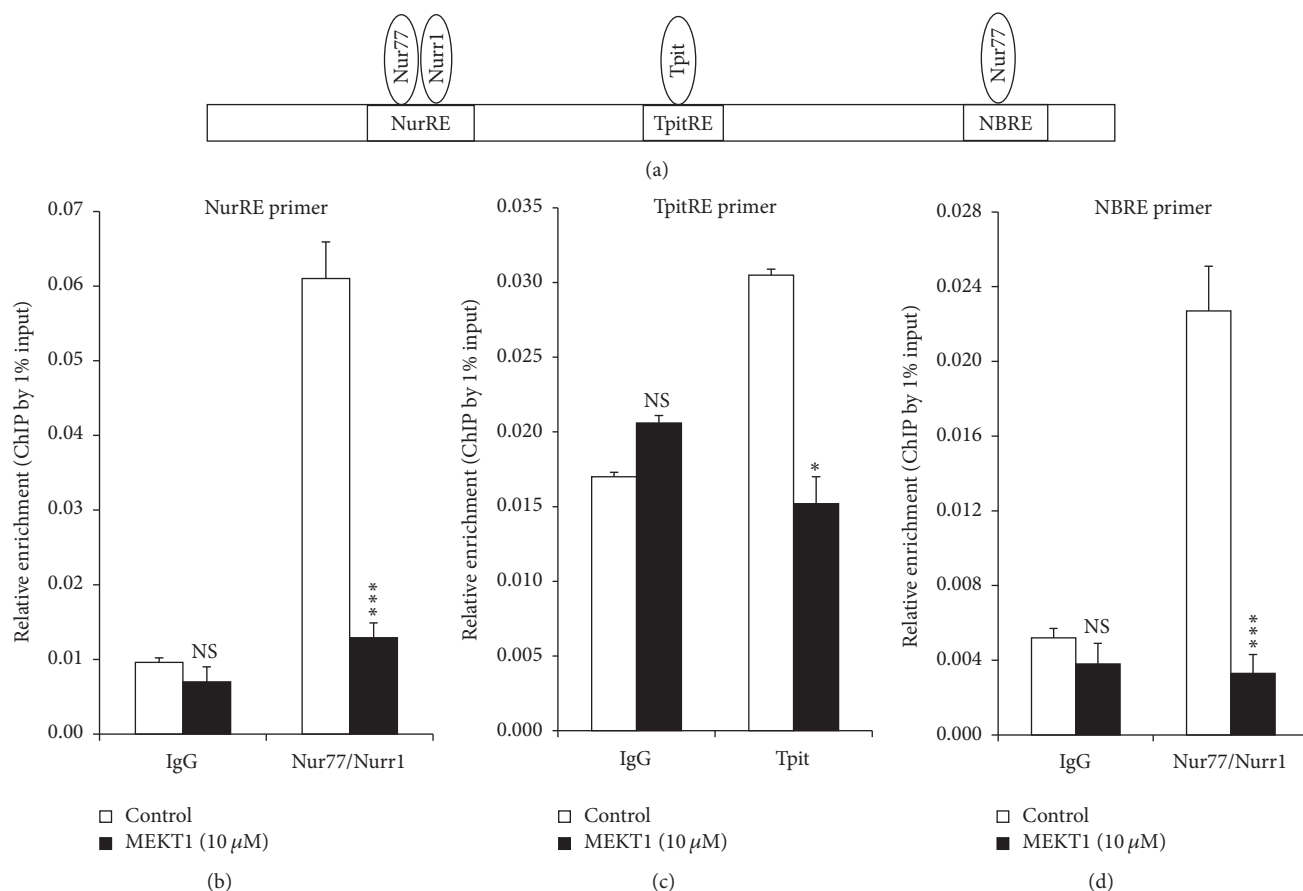 Nur77 Nurr1 Tpit Nur77
NurRE TpitRE NBRE
(a)
NurRE primer
Relative enrichment (ChIP by 1% input)
0.07
0.06
0.05
0.04
0.03
0.02
0.01
0.00
NS
***
IgG Nur77/Nurr1
Control
MEKT1 (10 μM)
(b)
TpitRE primer
Relative enrichment (ChIP by 1% input)
0.035
0.030
0.025
0.020
0.015
0.010
0.005
0.000
NS
*
IgG Tpit
Control
MEKT1 (10 μM)
(c)
NBRE primer
Relative enrichment (ChIP by 1% input)
0.028
0.024
0.020
0.016
0.012
0.008
0.004
0.000
NS
***
IgG Nur77/Nurr1
Control
MEKT1 (10 μM)
(d)